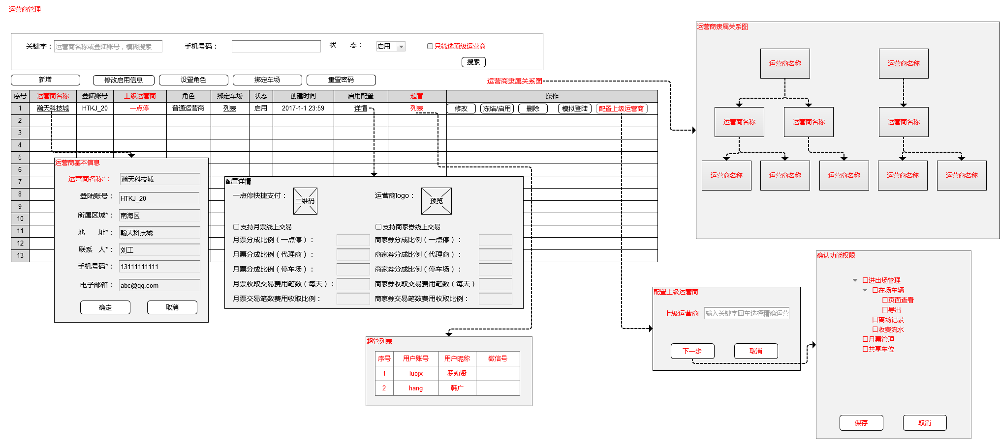 运营商管理
关键字： 运营商名称或登陆账号，模糊搜索 手机号码： 状 态： 启用 只筛选顶级运营商
搜索
新增 修改启用信息 设置角色 绑定车场 重置密码 运营商隶属关系图
序号 运营商名称 登陆账号 上级运营商 角色 绑定车场 状态 创建时间 启用配置 超管 操作
1 瀚天科技城 HTKJ_20 一点停 普通运营商 列表 启用 2017-1-1 23:59 详情 列表 修改 冻结/启用 删除 模拟登陆 配置上级运营商
2
3
4
5
6
7
8
9
10
11
12
13
运营商基本信息
运营商名称*： 瀚天科技城
登陆账号： HTKJ_20
所属区域*： 南海区
地 址*： 翰天科技城
联系 人*： 刘工
手机号码*： 13111111111
电子邮箱： abc@qq.com
确定 取消
配置详情
一点停快捷支付： 二维码 运营商logo： 预览
支持月票线上交易 支持商家券线上交易
月票分成比例（一点停）： 商家券分成比例（一点停）：
月票分成比例（代理商）： 商家券分成比例（代理商）：
月票分成比例（停车场）： 商家券分成比例（停车场）：
月票收取交易费用笔数（每天）： 商家券收取交易费用笔数（每天）
月票交易笔数费用收取比例： 商家券交易笔数费用收取比例：
超管列表
序号 用户账号 用户昵称 微信号
1 luojx 罗劲贤
2 hang 韩广
运营商隶属关系图
运营商名称 运营商名称
运营商名称 运营商名称 运营商名称
运营商名称 运营商名称 运营商名称 运营商名称 运营商名称
配置上级运营商
上级运营商 输入关键字回车选择精确运营
下一步 取消
确认功能权限
进出场管理
在场车辆
页面查看
导出
离场记录
收费流水
月票管理
共享车位
保存 取消